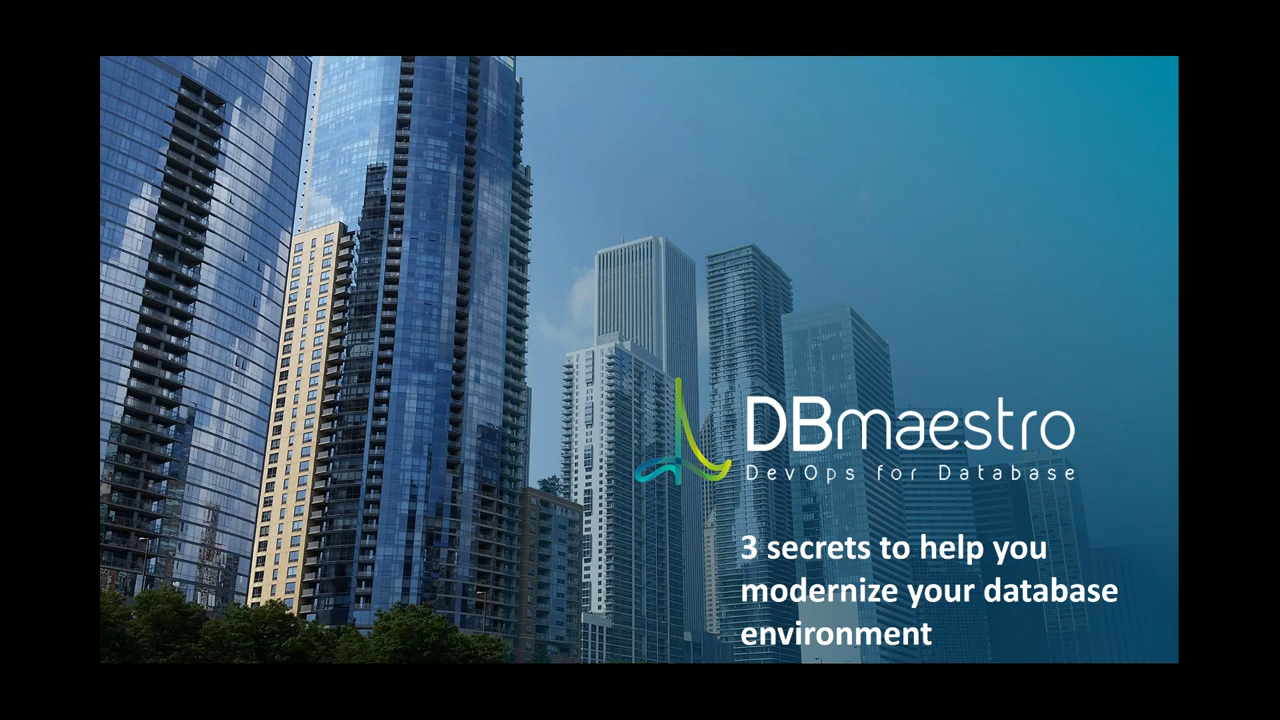 DBmaestro
DevOps for Database
3 secrets to help you
modernize your database
environment